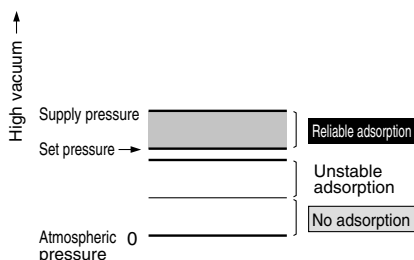 High vacuum →
Supply pressure
Reliable adsorption
Set pressure →
Unstable
adsorption
No adsorption
Atmospheric 0
pressure